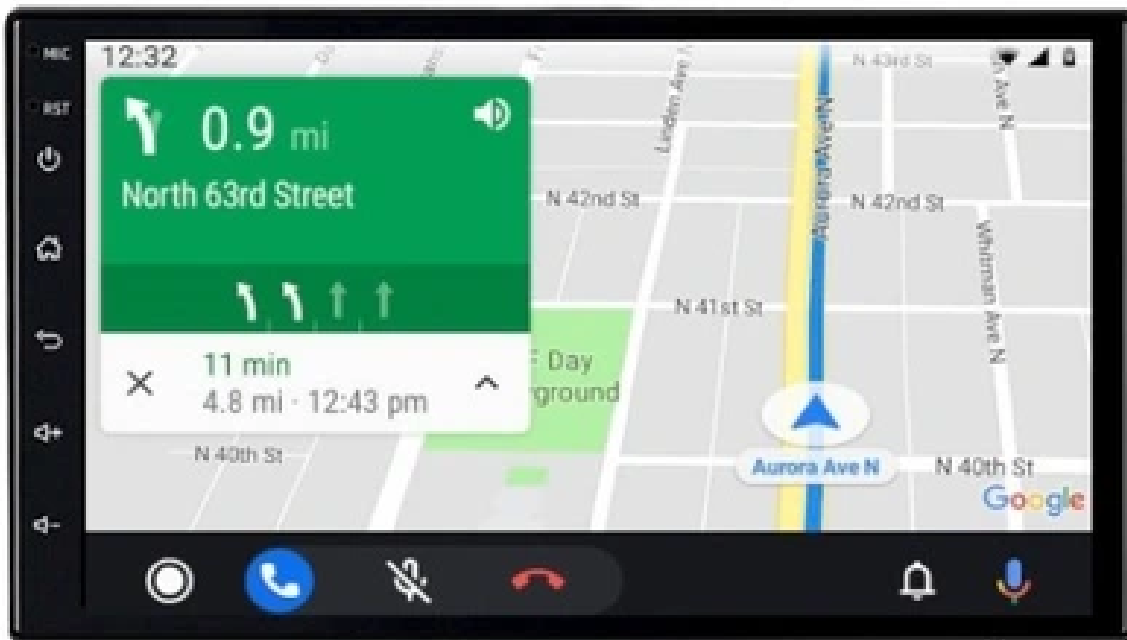 MIC
RST
12:32
0.9 mi
North 63rd Street
11 min
4.8 mi · 12:43 pm
Linden Ave N
Aurora Ave N
N 43rd St
Ave N
N 42nd St
N 42nd St
Whitman Ave N
N 41st St
Day
ground
N 40th St
Aurora Ave N
N 40th St
Google